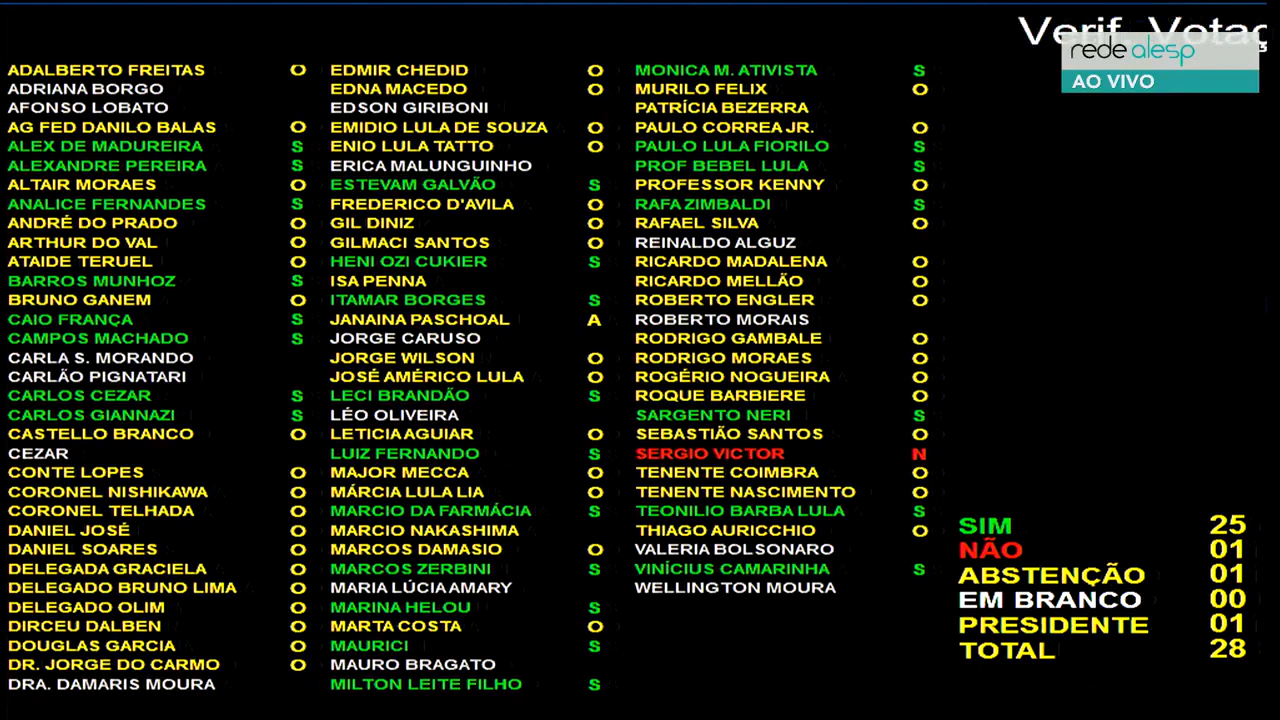 Verif. Votaç
rede alesp
AO VIVO
ADALBERTO FREITAS O
ADRIANA BORGO
AFONSO LOBATO
AG FED DANILO BALAS O
ALEX DE MADUREIRA S
ALEXANDRE PEREIRA S
ALTAIR MORAES O
ANALICE FERNANDES S
ANDRÉ DO PRADO O
ARTHUR DO VAL O
ATAIDE TERUEL O
BARROS MUNHOZ S
BRUNO GANEM O
CAIO FRANÇA S
CAMPOS MACHADO S
CARLA S. MORANDO
CARLÃO PIGNATARI
CARLOS CEZAR S
CARLOS GIANNAZI S
CASTELLO BRANCO O
CEZAR
CONTE LOPES O
CORONEL NISHIKAWA O
CORONEL TELHADA O
DANIEL JOSÉ O
DANIEL SOARES O
DELEGADA GRACIELA O
DELEGADO BRUNO LIMA O
DELEGADO OLIM O
DIRCEU DALBEN O
DOUGLAS GARCIA O
DR. JORGE DO CARMO O
DRA. DAMARIS MOURA
EDMIR CHEDID O
EDNA MACEDO O
EDSON GIRIBONI
EMIDIO LULA DE SOUZA O
ENIO LULA TATTO O
ERICA MALUNGUINHO
ESTEVAM GALVÃO S
FREDERICO D'AVILA O
GIL DINIZ O
GILMACI SANTOS O
HENI OZI CUKIER S
ISA PENNA
ITAMAR BORGES S
JANAINA PASCHOAL A
JORGE CARUSO
JORGE WILSON O
JOSÉ AMÉRICO LULA O
LECI BRANDÃO S
LÉO OLIVEIRA
LETICIA AGUIAR O
LUIZ FERNANDO S
MAJOR MECCA O
MÁRCIA LULA LIA O
MARCIO DA FARMÁCIA S
MARCIO NAKASHIMA
MARCOS DAMASIO O
MARCOS ZERBINI S
MARIA LÚCIA AMARY
MARINA HELOU S
MARTA COSTA O
MAURICI S
MAURO BRAGATO
MILTON LEITE FILHO S
MONICA M. ATIVISTA S
MURILO FELIX O
PATRÍCIA BEZERRA
PAULO CORREA JR. O
PAULO LULA FIORILO S
PROF BEBEL LULA S
PROFESSOR KENNY O
RAFA ZIMBALDI S
RAFAEL SILVA O
REINALDO ALGUZ
RICARDO MADALENA O
RICARDO MELLÃO O
ROBERTO ENGLER O
ROBERTO MORAIS
RODRIGO GAMBALE O
RODRIGO MORAES O
ROGÉRIO NOGUEIRA O
ROQUE BARBIERE O
SARGENTO NERI S
SEBASTIÃO SANTOS O
SERGIO VICTOR N
TENENTE COIMBRA O
TENENTE NASCIMENTO O
TEONILIO BARBA LULA S
THIAGO AURICCHIO O
VALERIA BOLSONARO
VINÍCIUS CAMARINHA S
WELLINGTON MOURA
SIM 25
NÃO 01
ABSTENÇÃO 01
EM BRANCO 00
PRESIDENTE 01
TOTAL 28